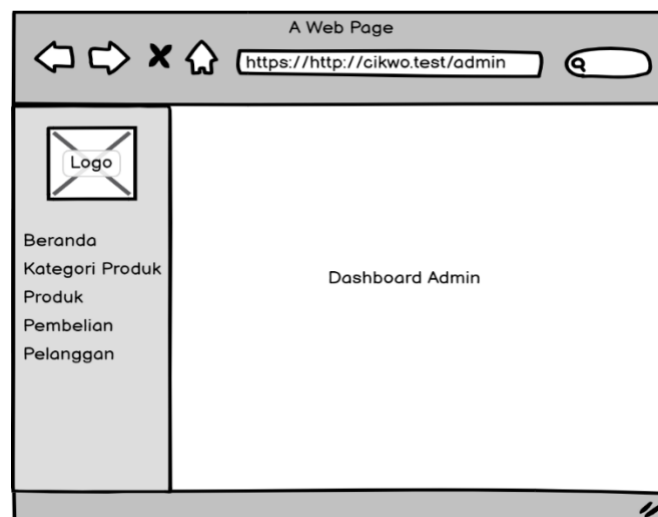 A Web Page
https://http://cikwo.test/admin
Logo
Beranda
Kategori Produk
Produk
Pembelian
Pelanggan
Dashboard Admin